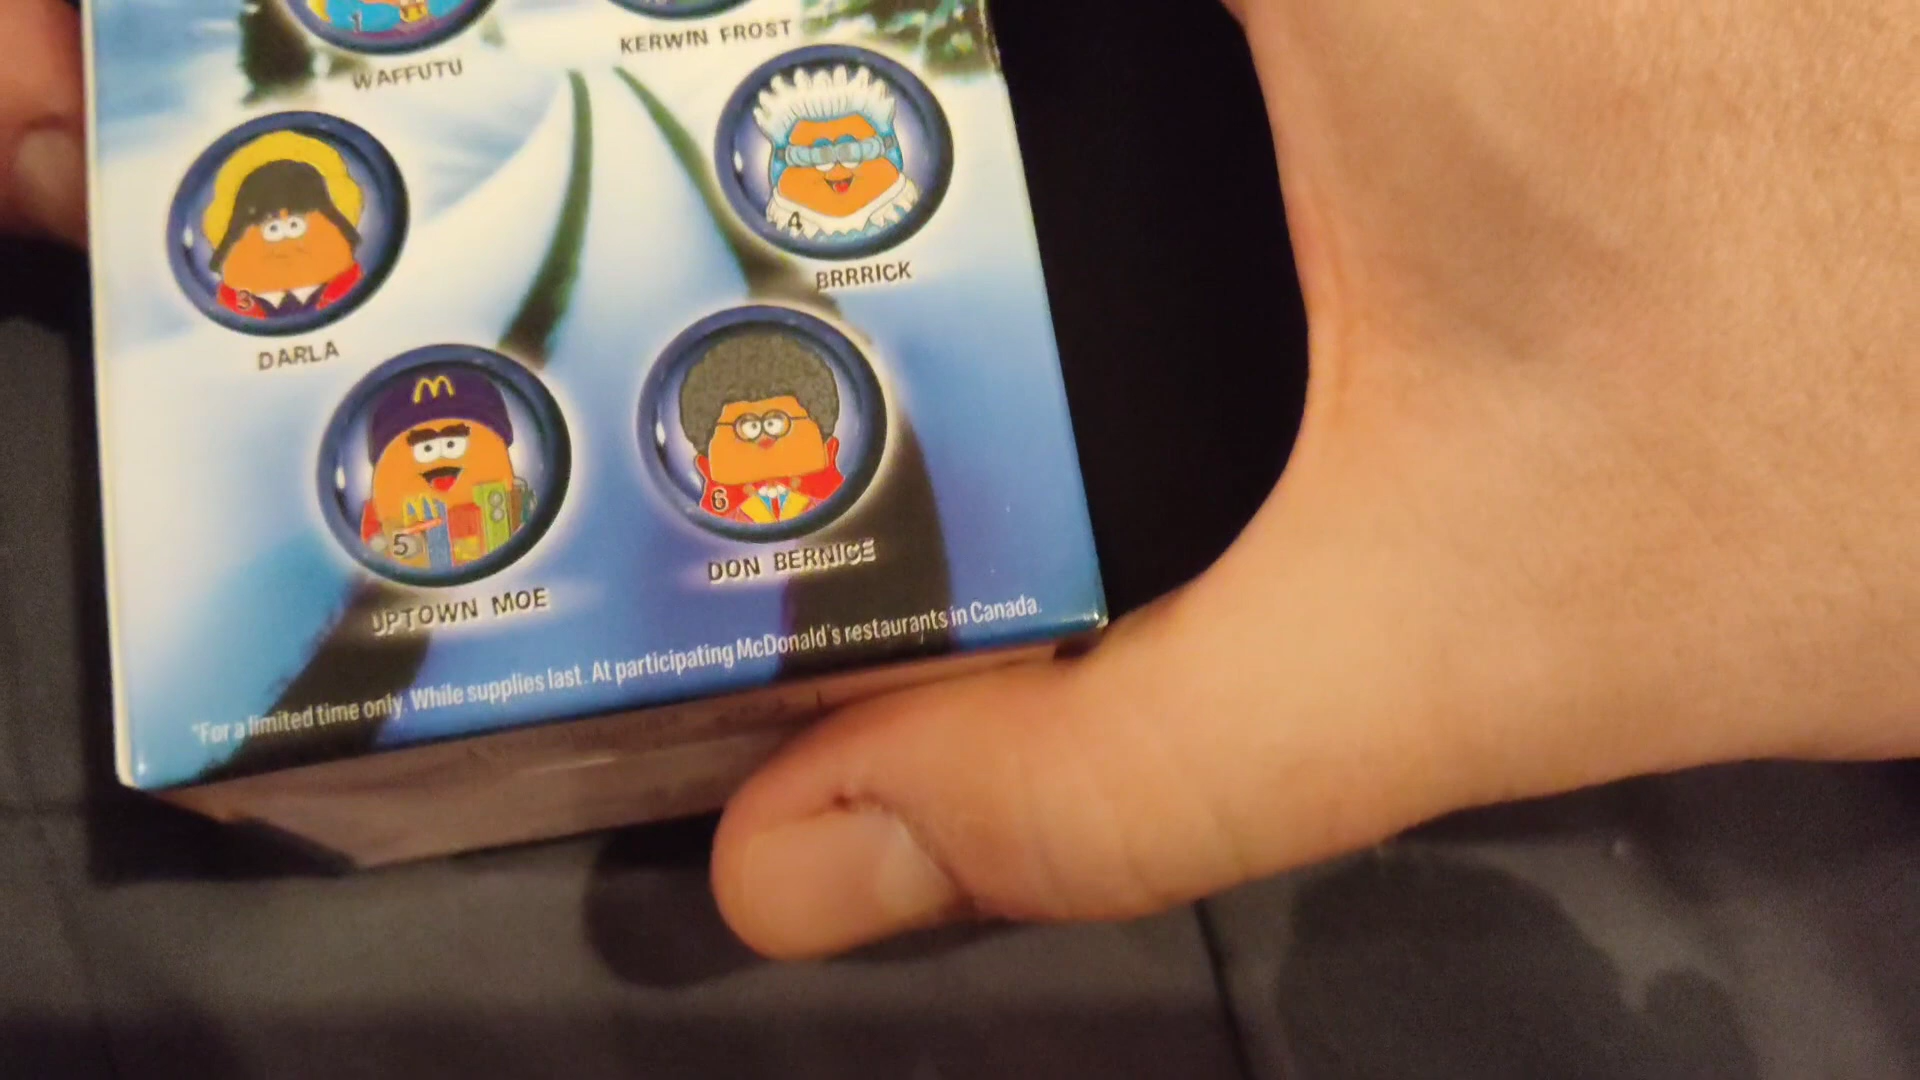 KERWIN FROST
WAFFUTU
4
BRRRICK
3
DARLA
M
5
UPTOWN MOE
6
DON BERNICE
*For a limited time only. While supplies last. At participating McDonald's restaurants in Canada.